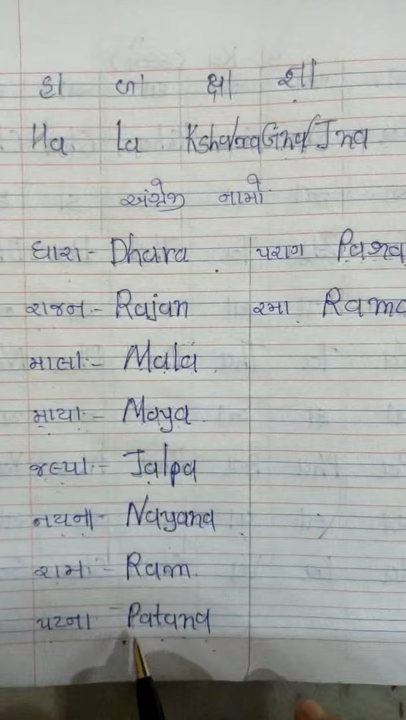 હા ળા ક્ષા જ્ઞા
Ha La Ksha Gna/Jna
અંગ્રેજી નામો
ધારા - Dhara પરાગ
રાજન - Rajan રમા Rama
માલા :- Mala
માયા :- Maya
જલ્પા :- Jalpa
નયના - Nayana
રામ :- Ram
પટના - Patana